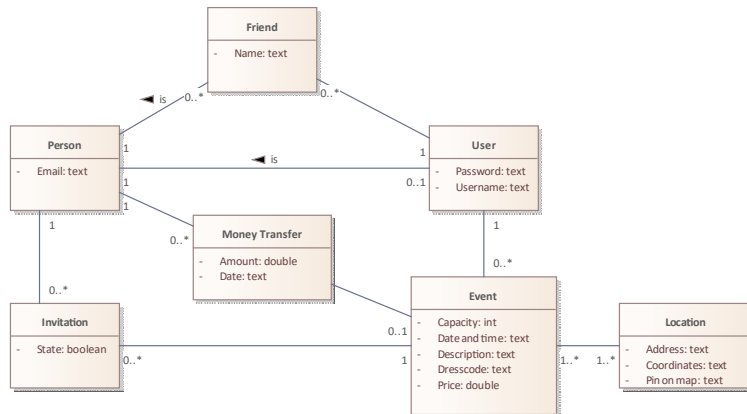 Friend
- Name: text
◄ is
0..*
0..*
Person
- Email: text
1
1
1
1
◄ is
User
- Password: text
- Username: text
1
0..1
1
0..*
Money Transfer
- Amount: double
- Date: text
0..*
0..1
Invitation
- State: boolean
0..*
0..*
Event
- Capacity: int
- Date and time: text
- Description: text
- Dresscode: text
- Price: double
1
1..*
1..*
Location
- Address: text
- Coordinates: text
- Pin on map: text